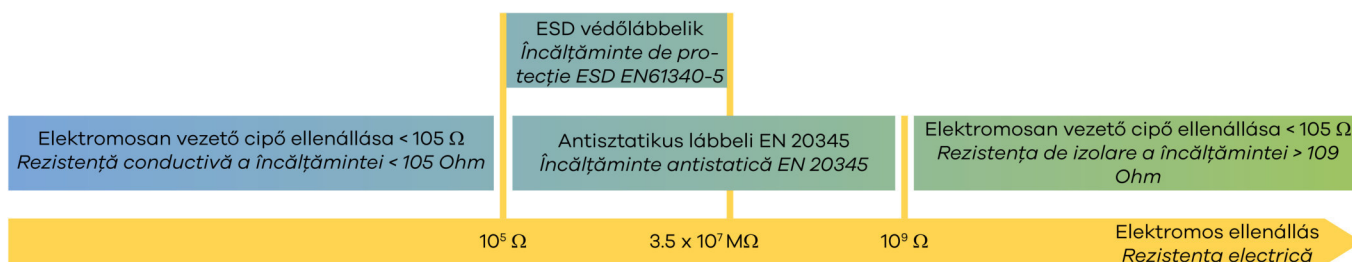 ESD védőlábbelik
Încălțăminte de pro-
tecție ESD EN61340-5
Elektromosan vezető cipő ellenállása < 105 Ω
Rezistență conductivă a încălțămintei < 105 Ohm
Antisztatikus lábbeli EN 20345
Încălțăminte antistatică EN 20345
Elektromosan vezető cipő ellenállása < 105 Ω
Rezistența de izolare a încălțămintei > 109
Ohm
10⁵ Ω
3.5 x 10⁷ MΩ
10⁹ Ω
Elektromos ellenállás
Rezistența electrică